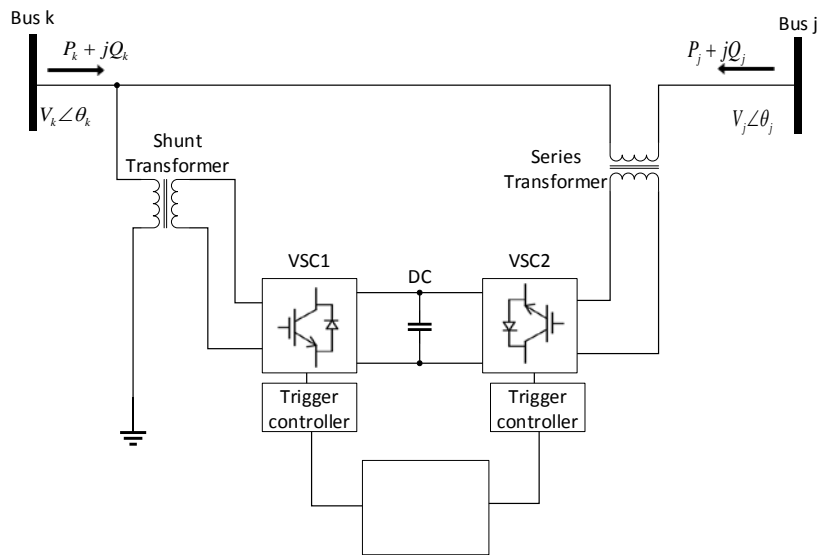 Bus k
Bus j
P_k + jQ_k
P_j + jQ_j
V_k∠θ_k
V_j∠θ_j
Shunt
Transformer
Series
Transformer
VSC1
DC
VSC2
Trigger
controller
Trigger
controller